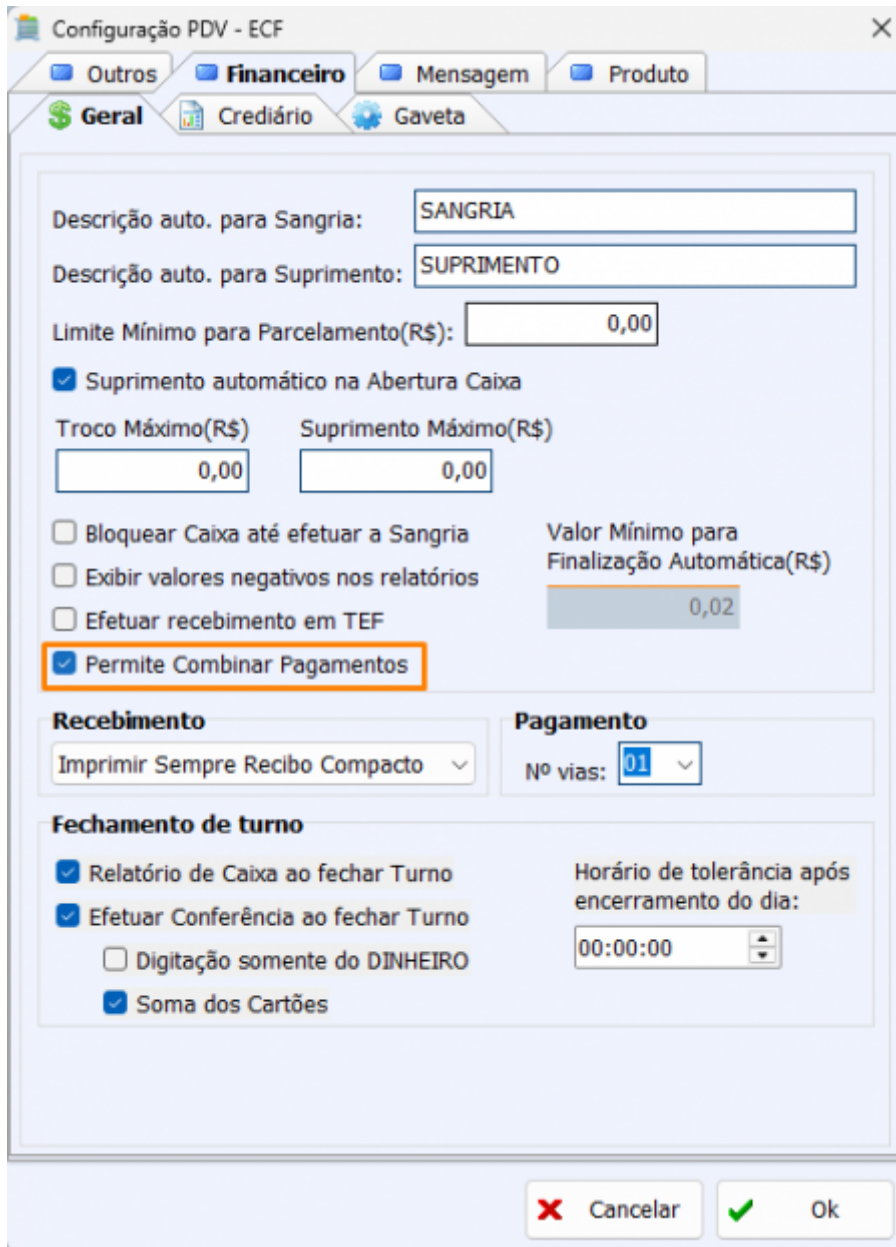 Configuração PDV - ECF
Outros Financeiro Mensagem Produto
Geral Crediário Gaveta
Descrição auto. para Sangria: SANGRIA
Descrição auto. para Suprimento: SUPRIMENTO
Limite Mínimo para Parcelamento(R$): 0,00
Suprimento automático na Abertura Caixa
Troco Máximo(R$) Suprimento Máximo(R$)
0,00 0,00
Bloquear Caixa até efetuar a Sangria
Exibir valores negativos nos relatórios
Efetuar recebimento em TEF
Permite Combinar Pagamentos
Valor Mínimo para
Finalização Automática(R$)
0,02
Recebimento
Imprimir Sempre Recibo Compacto
Pagamento
Nº vias: 01
Fechamento de turno
Relatório de Caixa ao fechar Turno
Efetuar Conferência ao fechar Turno
Digitação somente do DINHEIRO
Soma dos Cartões
Horário de tolerância após
encerramento do dia:
00:00:00
Cancelar Ok